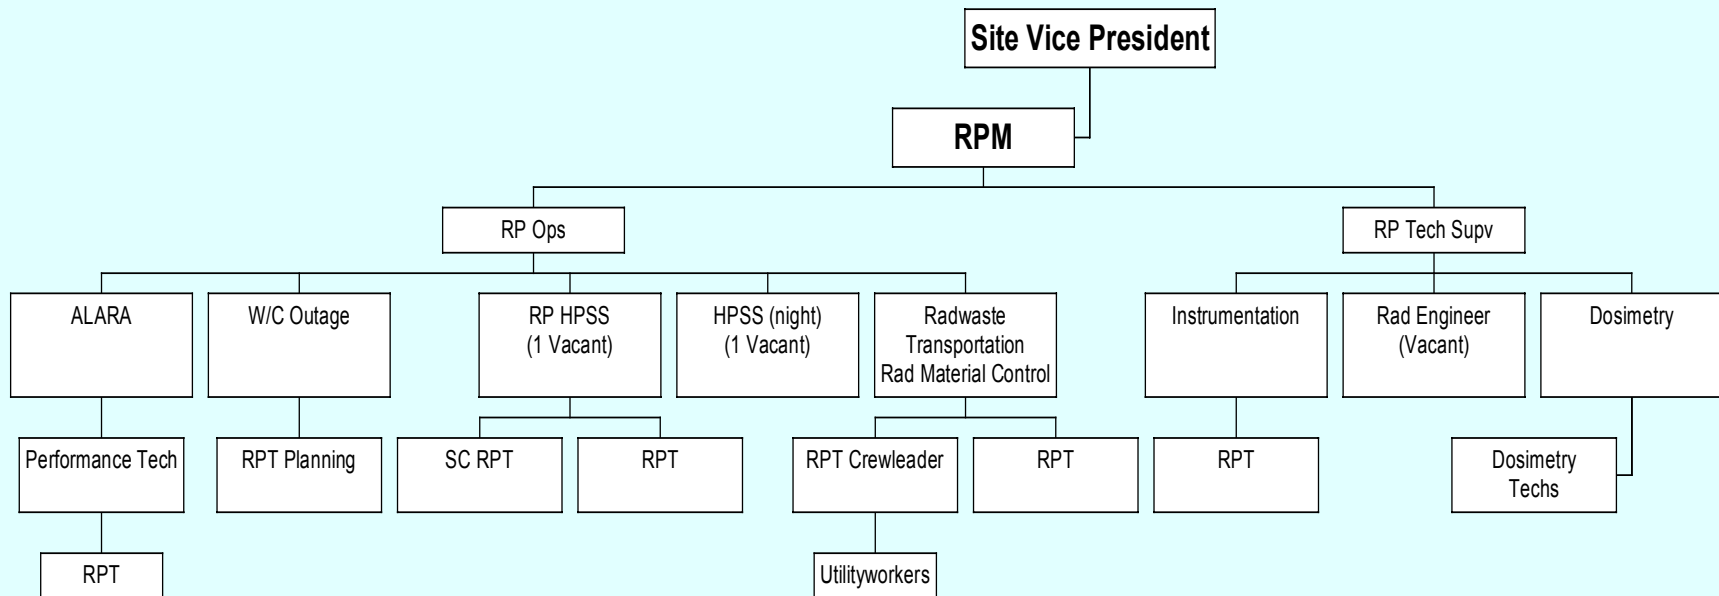 Site Vice President
RPM
RP Ops
RP Tech Supv
ALARA
W/C Outage
RP HPSS
(1 Vacant)
HPSS (night)
(1 Vacant)
Radwaste
Transportation
Rad Material Control
Instrumentation
Rad Engineer
(Vacant)
Dosimetry
Performance Tech
RPT Planning
SC RPT
RPT
RPT Crewleader
RPT
RPT
Dosimetry
Techs
RPT
Utilityworkers